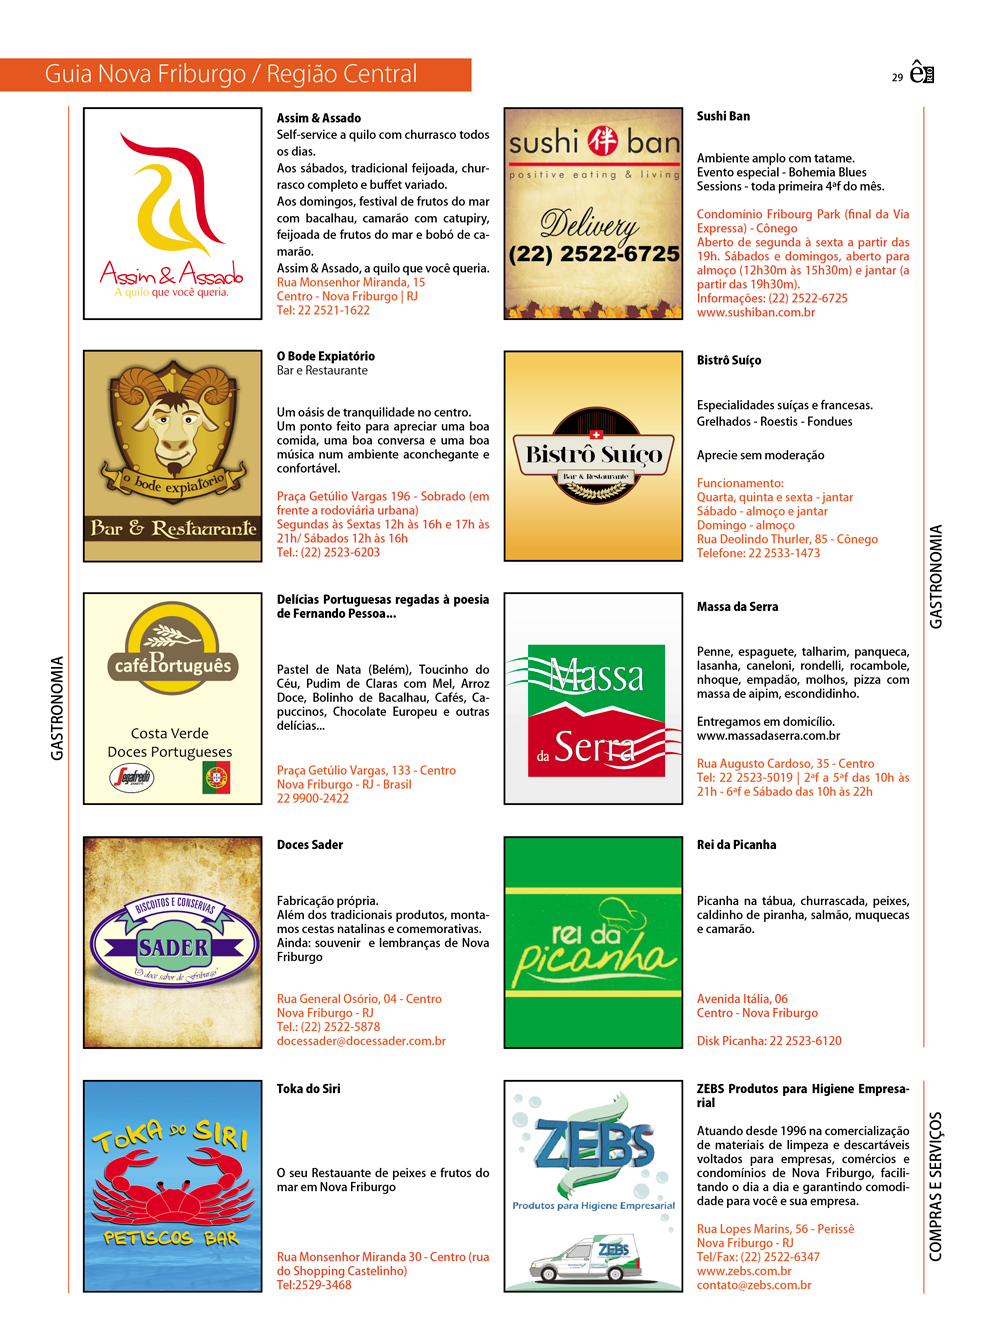 Guia Nova Friburgo / Região Central
29 ê
GASTRONOMIA
Assim & Assado
A quilo que você queria.
Assim & Assado
Self-service a quilo com churrasco todos
os dias.
Aos sábados, tradicional feijoada, chur-
rasco completo e buffet variado.
Aos domingos, festival de frutos do mar
com bacalhau, camarão com catupiry,
feijoada de frutos do mar e bobó de ca-
marão.
Assim & Assado, a quilo que você queria.
Rua Monsenhor Miranda, 15
Centro - Nova Friburgo | RJ
Tel: 22 2521-1622
o bode expiatório
Bar & Restaurante
O Bode Expiatório
Bar e Restaurante
Um oásis de tranquilidade no centro.
Um ponto feito para apreciar uma boa
comida, uma boa conversa e uma boa
música num ambiente aconchegante e
confortável.
Praça Getúlio Vargas 196 - Sobrado (em
frente a rodoviária urbana)
Segundas às Sextas 12h às 16h e 17h às
21h/ Sábados 12h às 16h
Tel.: (22) 2523-6203
caféPortuguês
Costa Verde
Doces Portugueses
Segafredo
Delícias Portuguesas regadas à poesia
de Fernando Pessoa...
Pastel de Nata (Belém), Toucinho do
Céu, Pudim de Claras com Mel, Arroz
Doce, Bolinho de Bacalhau, Cafés, Ca-
puccinos, Chocolate Europeu e outras
delícias...
Praça Getúlio Vargas, 133 - Centro
Nova Friburgo - RJ - Brasil
22 9900-2422
BISCOITOS E CONSERVAS
SADER
"O doce sabor de Friburgo"
Doces Sader
Fabricação própria.
Além dos tradicionais produtos, monta-
mos cestas natalinas e comemorativas.
Ainda: souvenir e lembranças de Nova
Friburgo
Rua General Osório, 04 - Centro
Nova Friburgo - RJ
Tel.: (22) 2522-5878
docessader@docessader.com.br
TOKA DO SIRI
PETISCOS BAR
Toka do Siri
O seu Restauante de peixes e frutos do
mar em Nova Friburgo
Rua Monsenhor Miranda 30 - Centro (rua
do Shopping Castelinho)
Tel:2529-3468
sushi 伴 ban
positive eating & living
Delivery
(22) 2522-6725
Sushi Ban
Ambiente amplo com tatame.
Evento especial - Bohemia Blues
Sessions - toda primeira 4ªf do mês.
Condomínio Fribourg Park (final da Via
Expressa) - Cônego
Aberto de segunda à sexta a partir das
19h. Sábados e domingos, aberto para
almoço (12h30m às 15h30m) e jantar (a
partir das 19h30m).
Informações: (22) 2522-6725
www.sushiban.com.br
Bistrô Suíço
Bar & Restaurante
Bistrô Suíço
Especialidades suíças e francesas.
Grelhados - Roestis - Fondues
Aprecie sem moderação
Funcionamento:
Quarta, quinta e sexta - jantar
Sábado - almoço e jantar
Domingo - almoço
Rua Deolindo Thurler, 85 - Cônego
Telefone: 22 2533-1473
Massa
da Serra
Massa da Serra
Penne, espaguete, talharim, panqueca,
lasanha, caneloni, rondelli, rocambole,
nhoque, empadão, molhos, pizza com
massa de aipim, escondidinho.
Entregamos em domicílio.
www.massadaserra.com.br
Rua Augusto Cardoso, 35 - Centro
Tel: 22 2523-5019 | 2ªf a 5ªf das 10h às
21h - 6ªf e Sábado das 10h às 22h
rei da
picanha
Rei da Picanha
Picanha na tábua, churrascada, peixes,
caldinho de piranha, salmão, muquecas
e camarão.
Avenida Itália, 06
Centro - Nova Friburgo
Disk Picanha: 22 2523-6120
GASTRONOMIA
ZEBS
Produtos para Higiene Empresarial
ZEBS
ZEBS Produtos para Higiene Empresa-
rial
Atuando desde 1996 na comercialização
de materiais de limpeza e descartáveis
voltados para empresas, comércios e
condomínios de Nova Friburgo, facili-
tando o dia a dia e garantindo comodi-
dade para você e sua empresa.
Rua Lopes Marins, 56 - Perissê
Nova Friburgo - RJ
Tel/Fax: (22) 2522-6347
www.zebs.com.br
contato@zebs.com.br
COMPRAS E SERVIÇOS